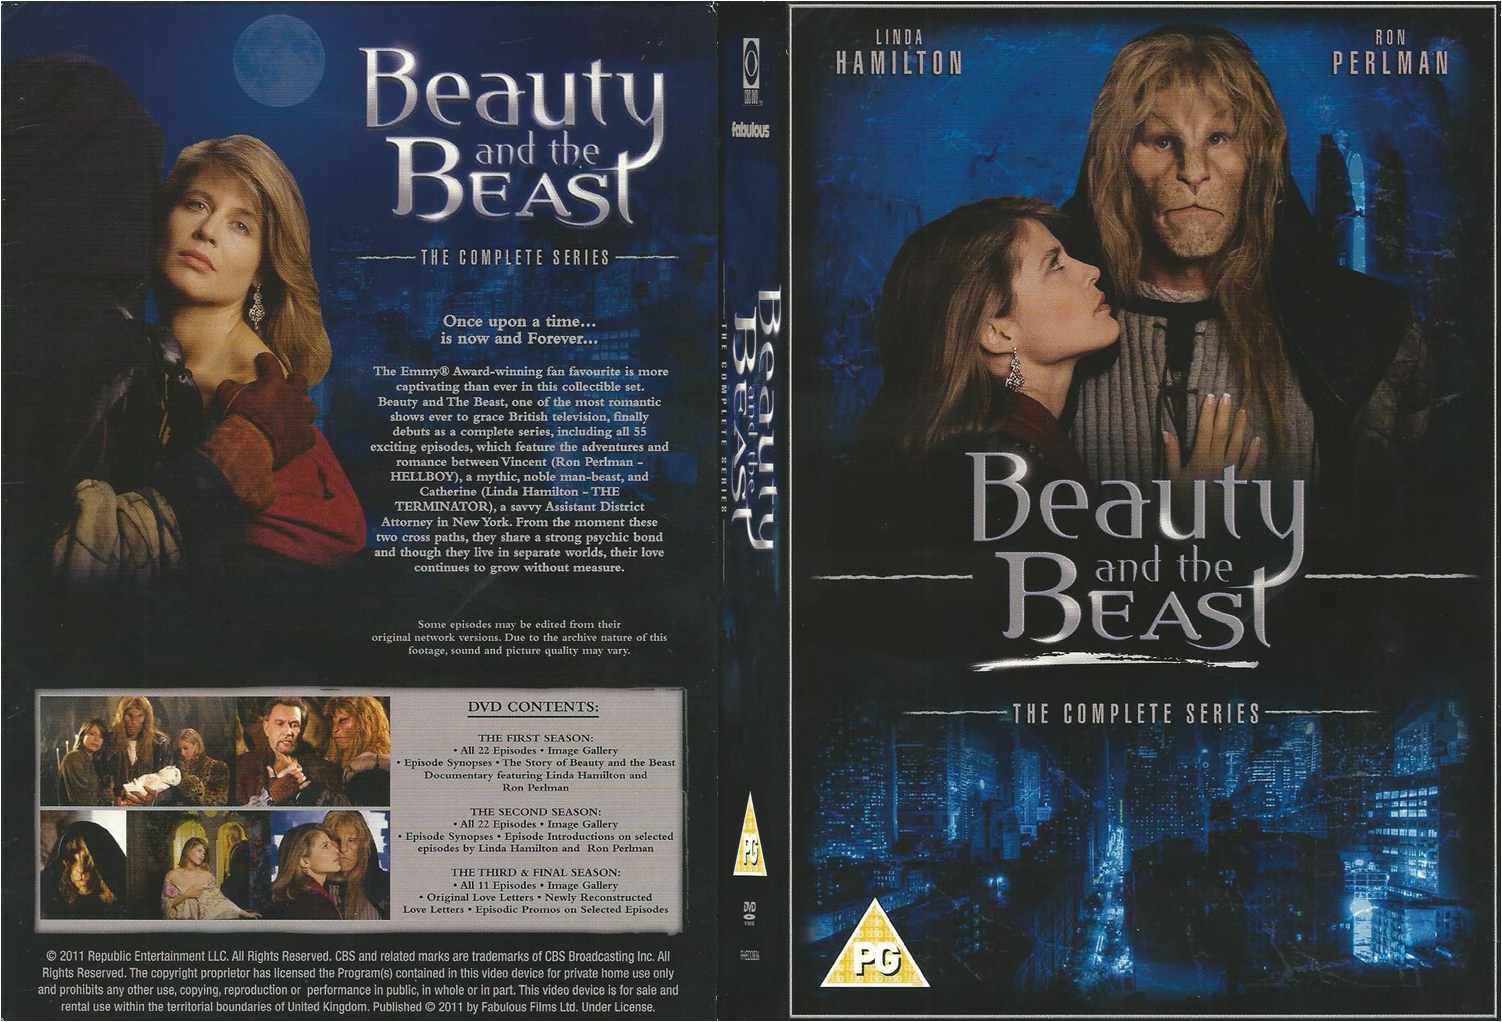 Beauty
and the
BEAST
THE COMPLETE SERIES
Once upon a time...
is now and Forever...
The Emmy® Award-winning fan favourite is more
captivating than ever in this collectible set.
Beauty and The Beast, one of the most romantic
shows ever to grace British television, finally
debuts as a complete series, including all 55
exciting episodes, which feature the adventures and
romance between Vincent (Ron Perlman -
HELLBOY), a mythic, noble man-beast, and
Catherine (Linda Hamilton - THE
TERMINATOR), a savvy Assistant District
Attorney in New York. From the moment these
two cross paths, they share a strong psychic bond
and though they live in separate worlds, their love
continues to grow without measure.
Some episodes may be edited from their
original network versions. Due to the archive nature of this
footage, sound and picture quality may vary.
DVD CONTENTS:
THE FIRST SEASON:
• All 22 Episodes • Image Gallery
• Episode Synopses • The Story of Beauty and the Beast
Documentary featuring Linda Hamilton and
Ron Perlman
THE SECOND SEASON:
• All 22 Episodes • Image Gallery
• Episode Synopses • Episode Introductions on selected
episodes by Linda Hamilton and Ron Perlman
THE THIRD & FINAL SEASON:
• All 11 Episodes • Image Gallery
• Original Love Letters • Newly Reconstructed
Love Letters • Episodic Promos on Selected Episodes
© 2011 Republic Entertainment LLC. All Rights Reserved. CBS and related marks are trademarks of CBS Broadcasting Inc. All
Rights Reserved. The copyright proprietor has licensed the Program(s) contained in this video device for private home use only
and prohibits any other use, copying, reproduction or performance in public, in whole or in part. This video device is for sale and
rental use within the territorial boundaries of United Kingdom. Published © 2011 by Fabulous Films Ltd. Under License.
CBS DVD
fabulous
Beauty
and the
BEAST
THE COMPLETE SERIES
PG
DVD
VIDEO
LINDA
HAMILTON
RON
PERLMAN
Beauty
and the
BEAST
THE COMPLETE SERIES
PG